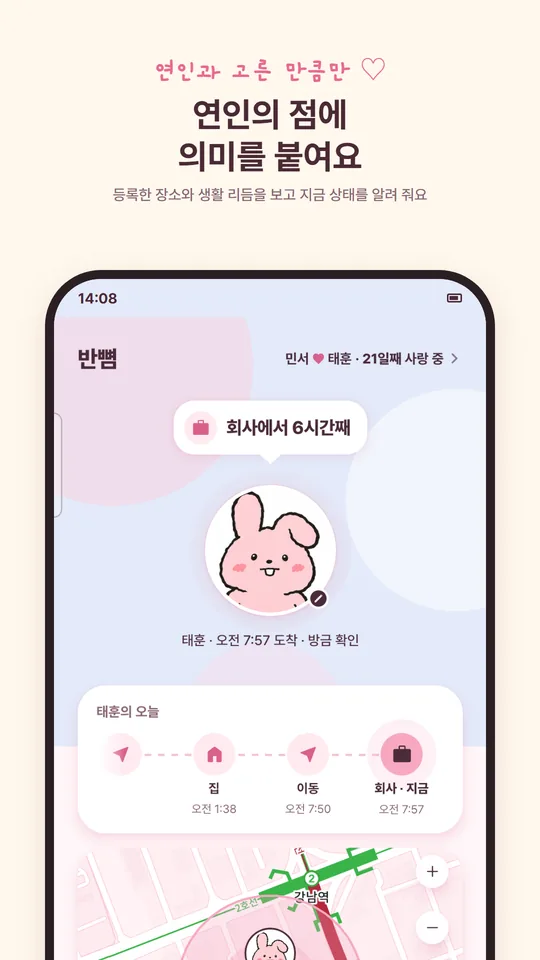 연인과 고른 만큼만 ♡
연인의 점에
의미를 붙여요
등록한 장소와 생활 리듬을 보고 지금 상태를 알려 줘요
14:08
반뼘
민서 ♥ 태훈 · 21일째 사랑 중 >
회사에서 6시간째
태훈 · 오전 7:57 도착 · 방금 확인
태훈의 오늘
집 이동 회사 · 지금
오전 1:38 오전 7:50 오전 7:57
2
강남역
2호선